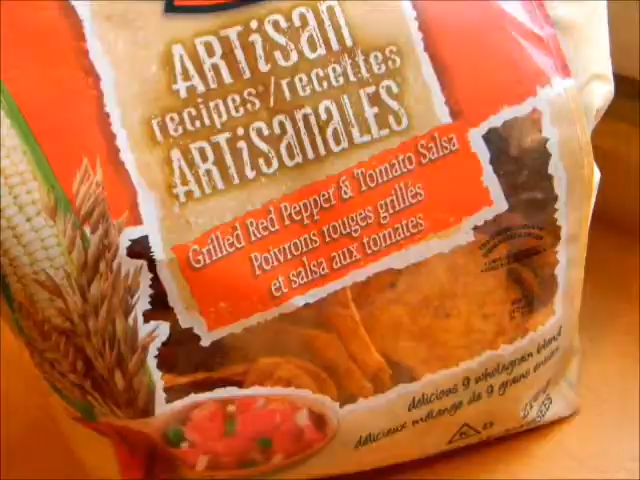 ARTiSan
recipes/recettes
ARTiSanaLES
Grilled Red Pepper & Tomato Salsa
Poivrons rouges grillés
et salsa aux tomates
delicious 9 wholegrain blend
délicieux mélange de 9 grains entiers